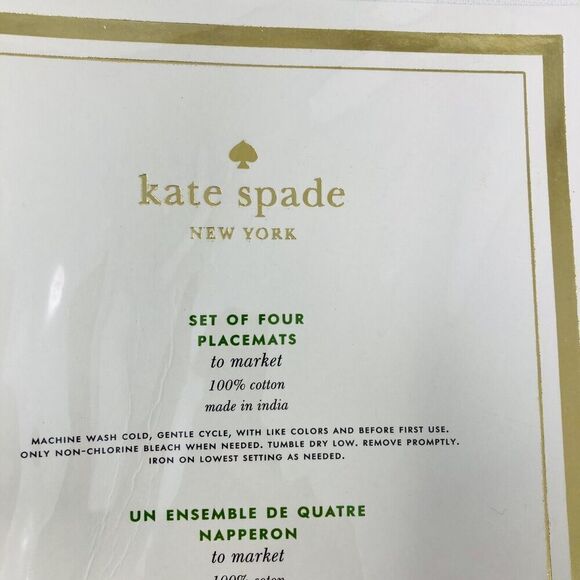 kate spade
NEW YORK
SET OF FOUR
PLACEMATS
to market
100% cotton
made in india
MACHINE WASH COLD, GENTLE CYCLE, WITH LIKE COLORS AND BEFORE FIRST USE.
ONLY NON-CHLORINE BLEACH WHEN NEEDED. TUMBLE DRY LOW. REMOVE PROMPTLY.
IRON ON LOWEST SETTING AS NEEDED.
UN ENSEMBLE DE QUATRE
NAPPERON
to market
100% coton